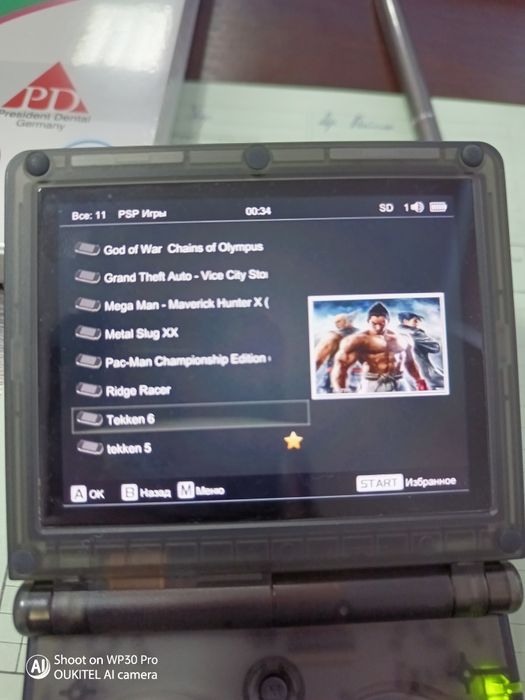 PD
President Dental
Germany
Все: 11 PSP Игры 00:34 SD 1
God of War Chains of Olympus
Grand Theft Auto - Vice City Sto
Mega Man - Maverick Hunter X (
Metal Slug XX
Pac-Man Championship Edition
Ridge Racer
Tekken 6
tekken 5
A OK B Назад M Меню START Избранное
AI Shoot on WP30 Pro
OUKITEL AI camera